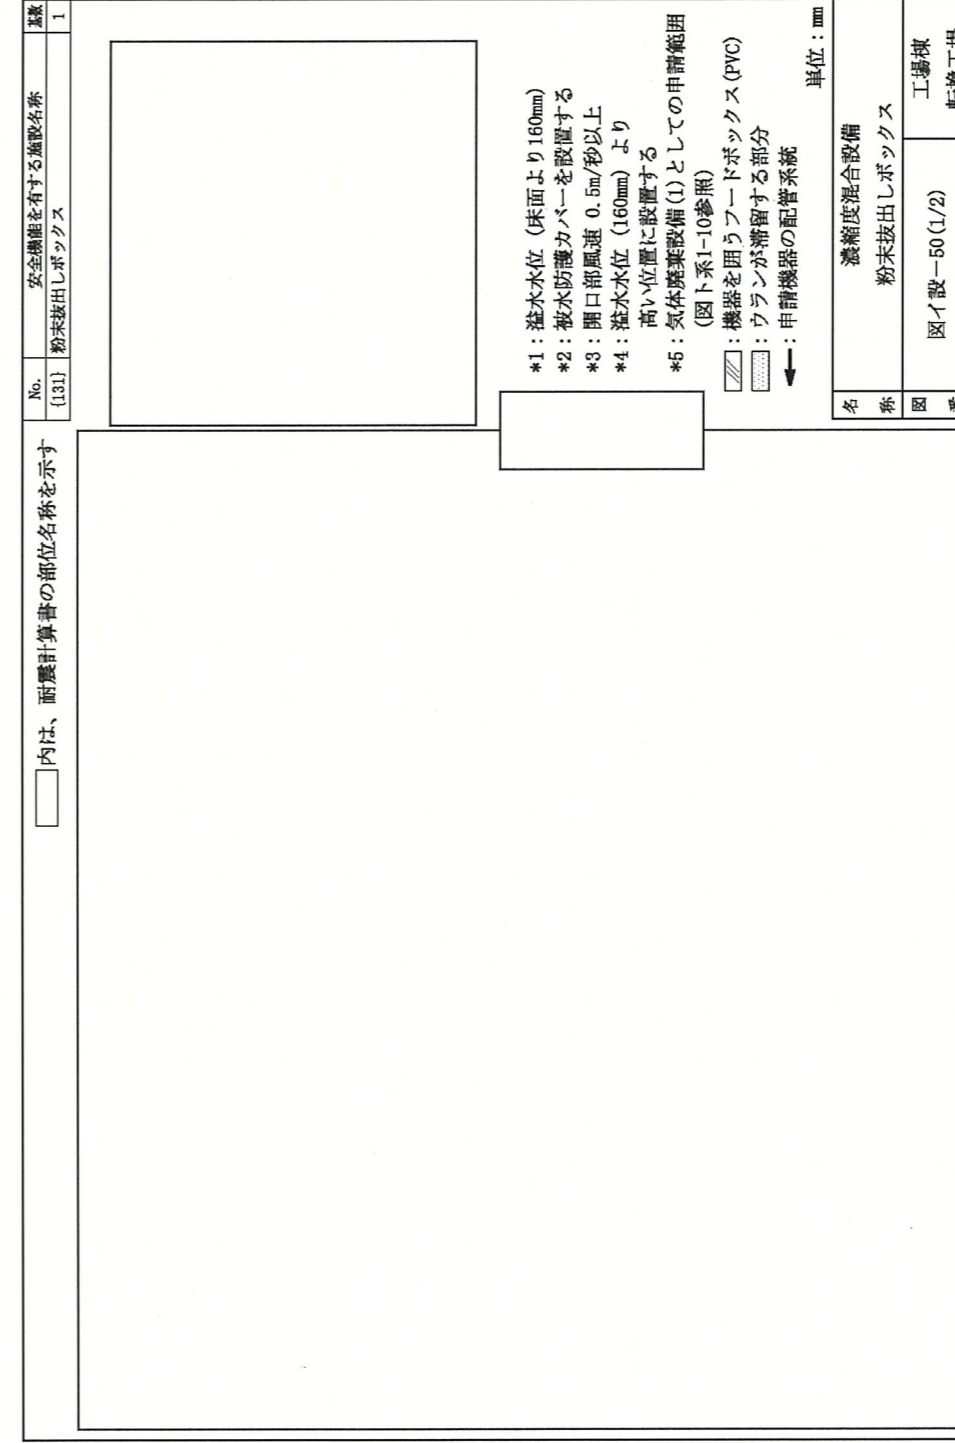 内は、耐震計算書の部位名称を示す
No. 安全機能を有する施設名称 基数
{131} 粉末抜出しボックス 1
*1：溢水水位（床面より160mm）
*2：被水防護カバーを設置する
*3：開口部風速 0.5m/秒以上
*4：溢水水位（160mm）より
高い位置に設置する
*5：気体廃棄設備(1)としての申請範囲
(図ト系1-10参照)
：機器を囲うフードボックス(PVC)
：ウランが滞留する部分
：申請機器の配管系統
単位：mm
名称 濃縮度混合設備
粉末抜出しボックス
図 図イ設－50(1/2) 工場棟